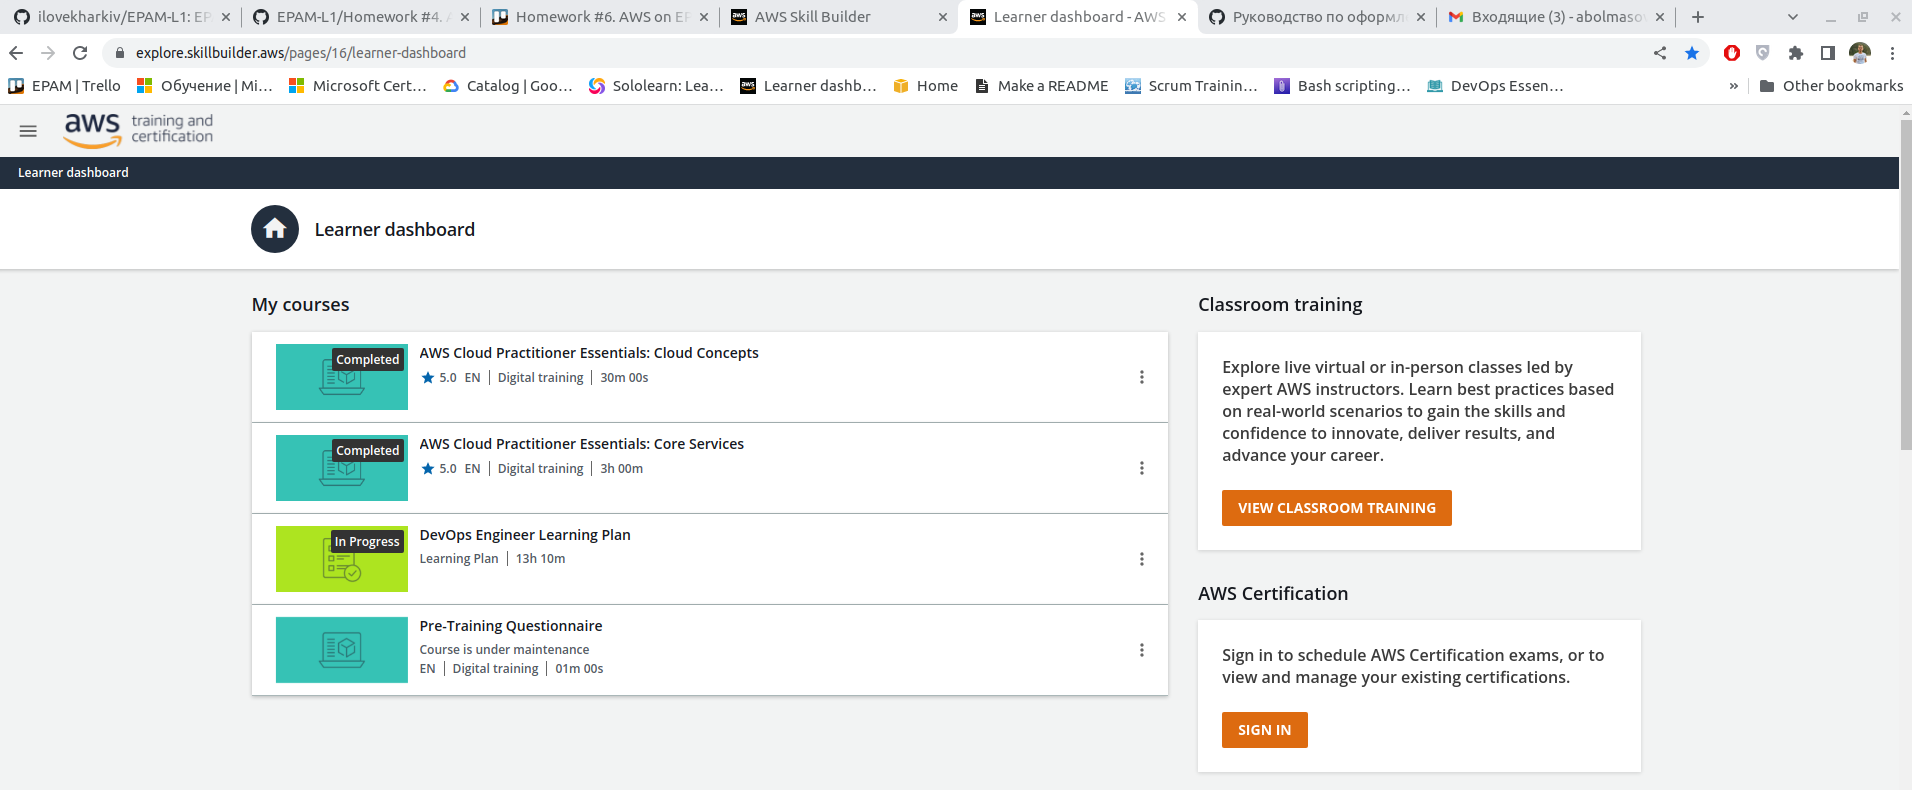 ilovekharkiv/EPAM-L1: EP
EPAM-L1/Homework #4. A
Homework #6. AWS on EP
AWS Skill Builder
Learner dashboard - AWS
Руководство по оформл
Входящие (3) - abolmasov
explore.skillbuilder.aws/pages/16/learner-dashboard
EPAM | Trello
Обучение | Mi...
Microsoft Cert...
Catalog | Goo...
Sololearn: Lea...
Learner dashb...
Home
Make a README
Scrum Trainin...
Bash scripting...
DevOps Essen...
»
Other bookmarks
aws training and
certification
Learner dashboard
Learner dashboard
My courses
Completed
AWS Cloud Practitioner Essentials: Cloud Concepts
5.0 EN | Digital training | 30m 00s
Completed
AWS Cloud Practitioner Essentials: Core Services
5.0 EN | Digital training | 3h 00m
In Progress
DevOps Engineer Learning Plan
Learning Plan | 13h 10m
Pre-Training Questionnaire
Course is under maintenance
EN | Digital training | 01m 00s
Classroom training
Explore live virtual or in-person classes led by
expert AWS instructors. Learn best practices based
on real-world scenarios to gain the skills and
confidence to innovate, deliver results, and
advance your career.
VIEW CLASSROOM TRAINING
AWS Certification
Sign in to schedule AWS Certification exams, or to
view and manage your existing certifications.
SIGN IN